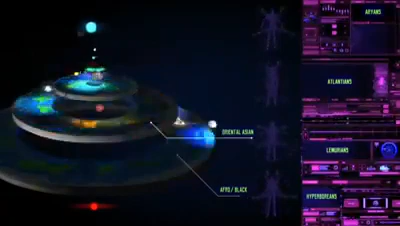 ARYANS
ATLANTIANS
ORIENTAL ASIAN
LEMURIANS
AFRO / BLACK
HYPERBOREANS